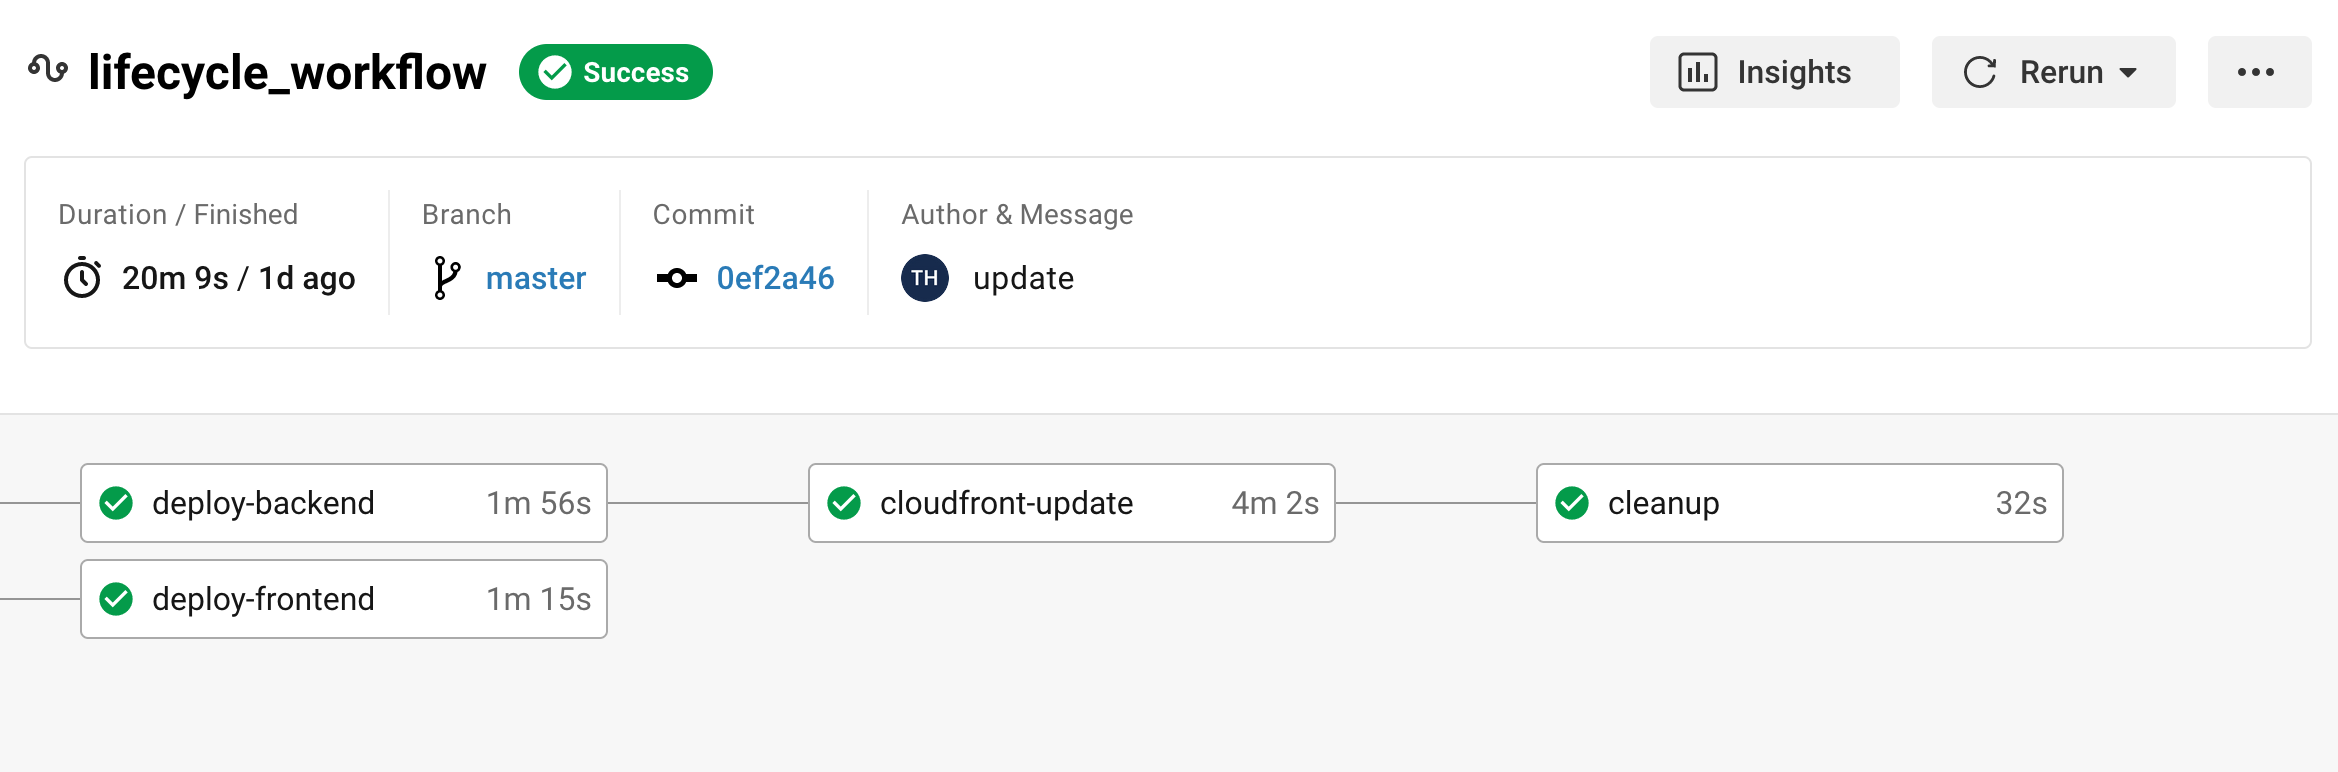 lifecycle_workflow Success Insights Rerun
Duration / Finished Branch Commit Author & Message
20m 9s / 1d ago master 0ef2a46 TH update
deploy-backend 1m 56s cloudfront-update 4m 2s cleanup 32s
deploy-frontend 1m 15s